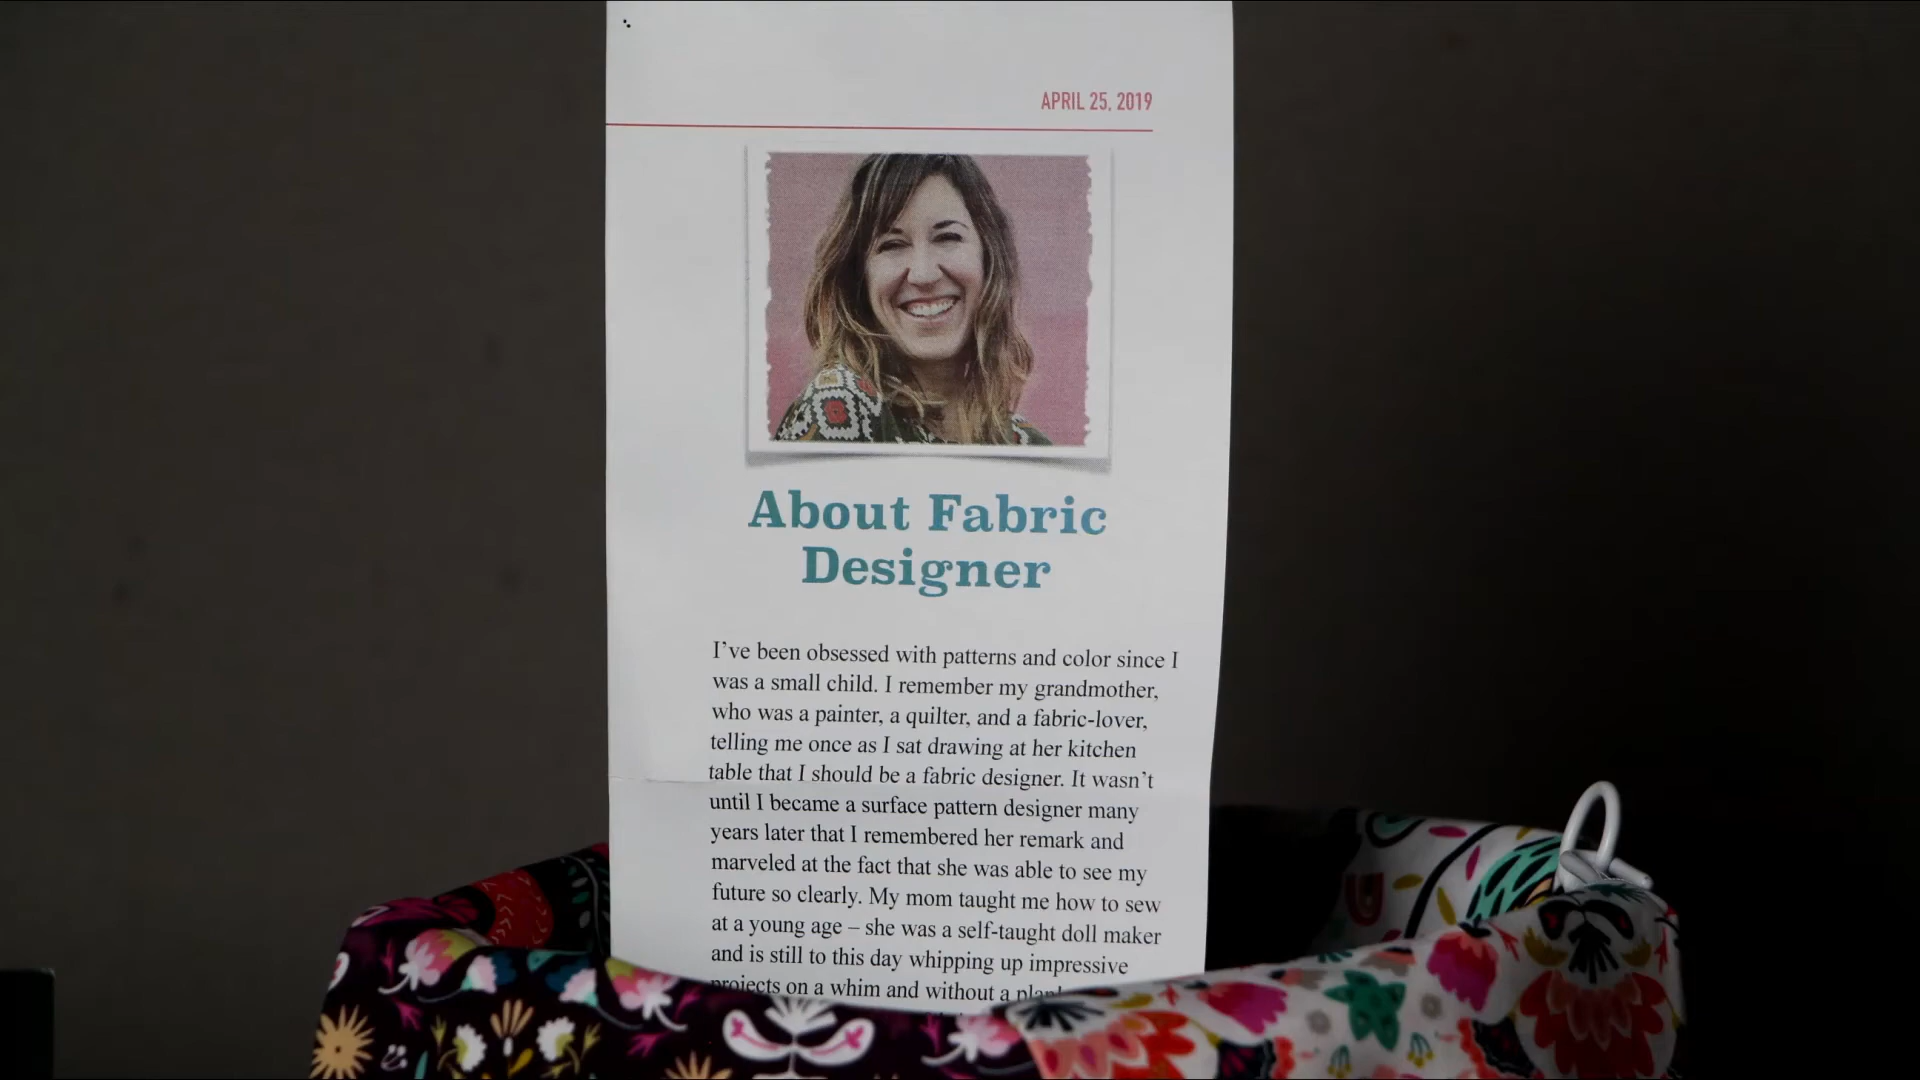 APRIL 25, 2019
About Fabric
Designer
I’ve been obsessed with patterns and color since I
was a small child. I remember my grandmother,
who was a painter, a quilter, and a fabric-lover,
telling me once as I sat drawing at her kitchen
table that I should be a fabric designer. It wasn’t
until I became a surface pattern designer many
years later that I remembered her remark and
marveled at the fact that she was able to see my
future so clearly. My mom taught me how to sew
at a young age – she was a self-taught doll maker
and is still to this day whipping up impressive
projects on a whim and without a